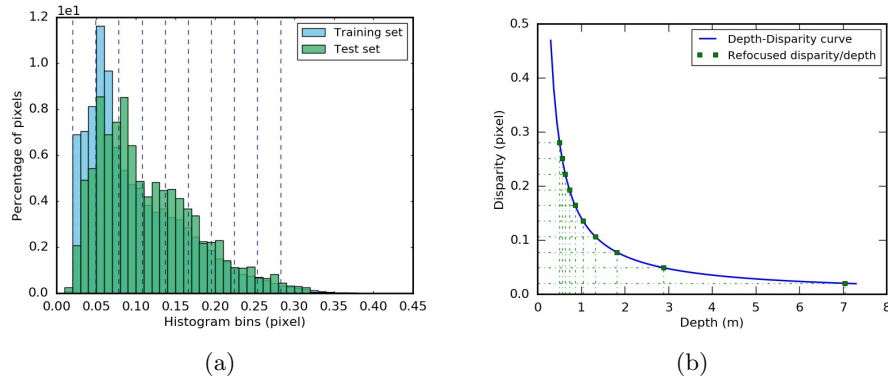 1.2
1e1
Training set
Test set
1.0
0.8
0.6
0.4
0.2
0.0
Percentage of pixels
0.00 0.05 0.10 0.15 0.20 0.25 0.30 0.35 0.40 0.45
Histogram bins (pixel)
(a)
0.5
0.4
0.3
0.2
0.1
0.0
Disparity (pixel)
Depth-Disparity curve
Refocused disparity/depth
0 1 2 3 4 5 6 7 8
Depth (m)
(b)